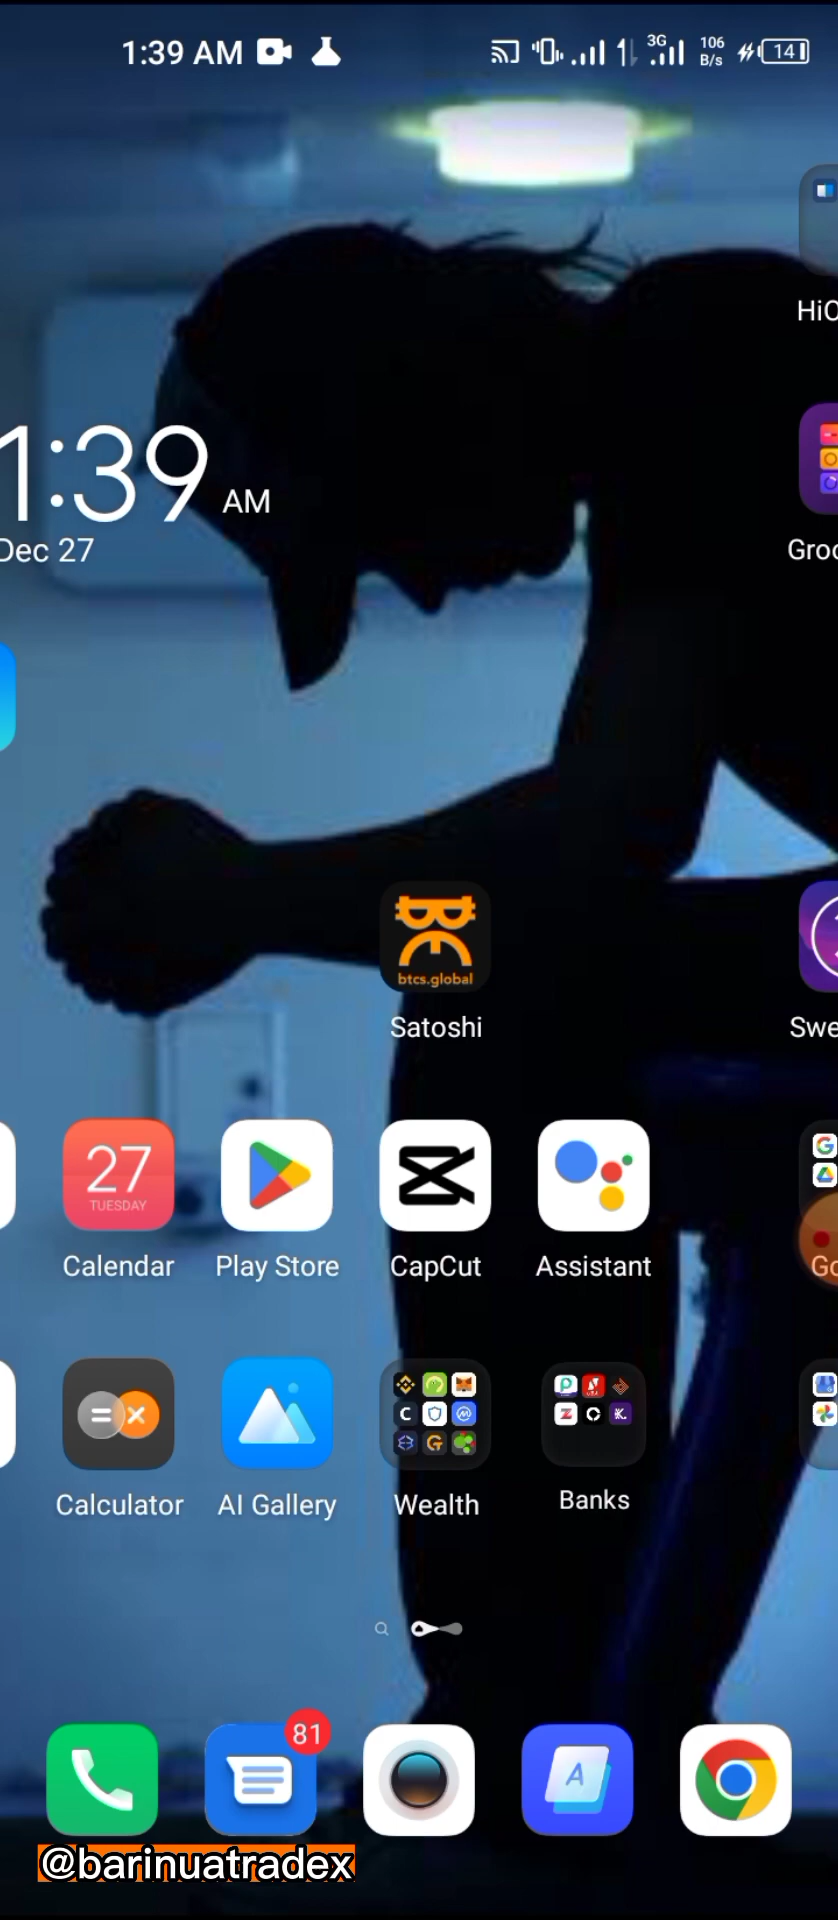 1:39 AM
3G
106
B/s
14
HiO
1:39 AM
Dec 27
Groo
btcs.global
Satoshi
Swe
27
TUESDAY
Calendar
Play Store
CapCut
Assistant
Go
Calculator
AI Gallery
Wealth
Banks
81
A
@barinuatradex